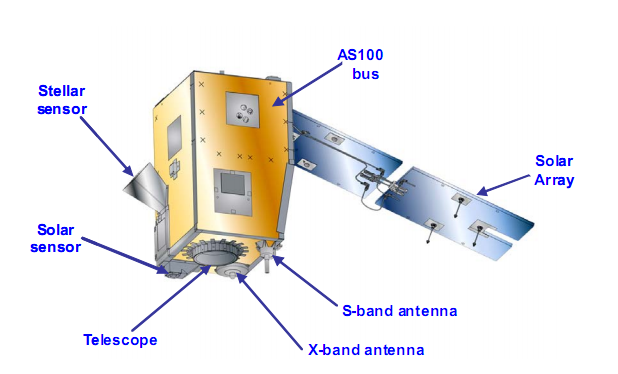 AS100
bus
Stellar
sensor
Solar
Array
Solar
sensor
S-band antenna
Telescope
X-band antenna